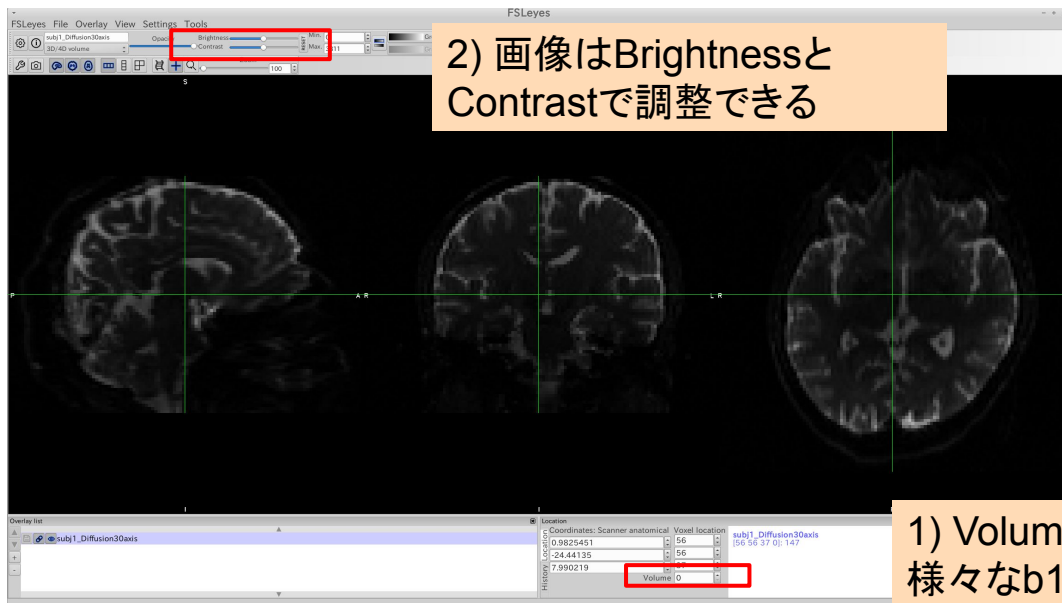 FSLeyes
FSLeyes File Overlay View Settings Tools
subj1_Diffusion30axis
3D/4D volume
Opacity
Brightness
Contrast
RESET
Min.
Max.
100
2) 画像はBrightnessと
Contrastで調整できる
S
P
A R
L R
Overlay list
subj1_Diffusion30axis
Location
Coordinates: Scanner anatomical Voxel location
0.9825451 56
-24.44135 56
7.990219
Volume 0
History Location
subj1_Diffusion30axis
[56 56 37 0]: 147
1) Volum
様々なb1